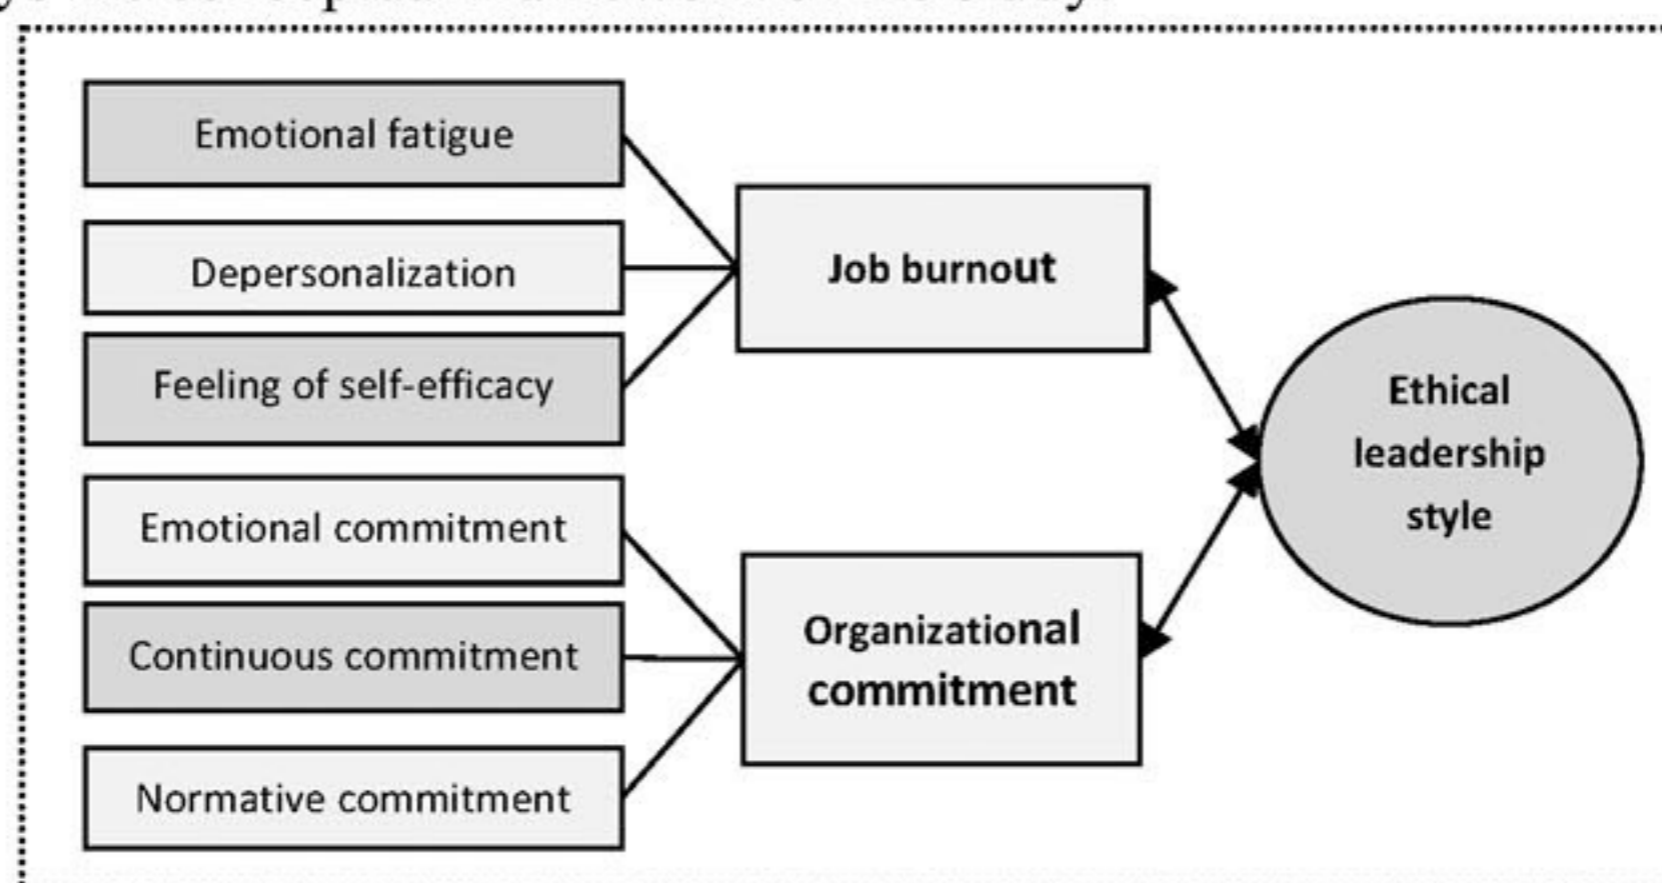 Emotional fatigue
Depersonalization
Feeling of self-efficacy
Emotional commitment
Continuous commitment
Normative commitment
Job burnout
Organizational
commitment
Ethical
leadership
style